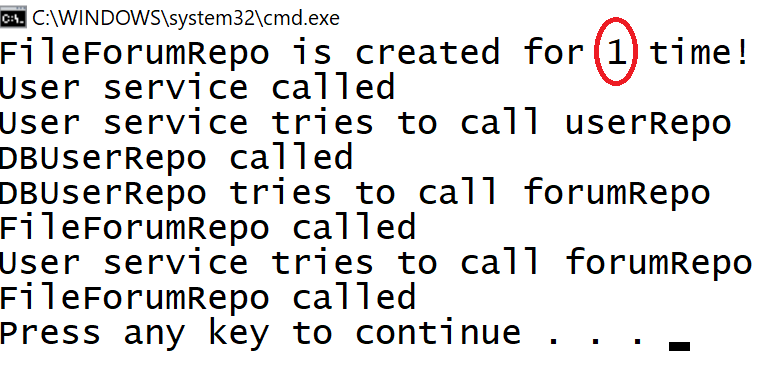 C:\WINDOWS\system32\cmd.exe
FileForumRepo is created for 1 time!
User service called
User service tries to call userRepo
DBUserRepo called
DBUserRepo tries to call forumRepo
FileForumRepo called
User service tries to call forumRepo
FileForumRepo called
Press any key to continue . . .